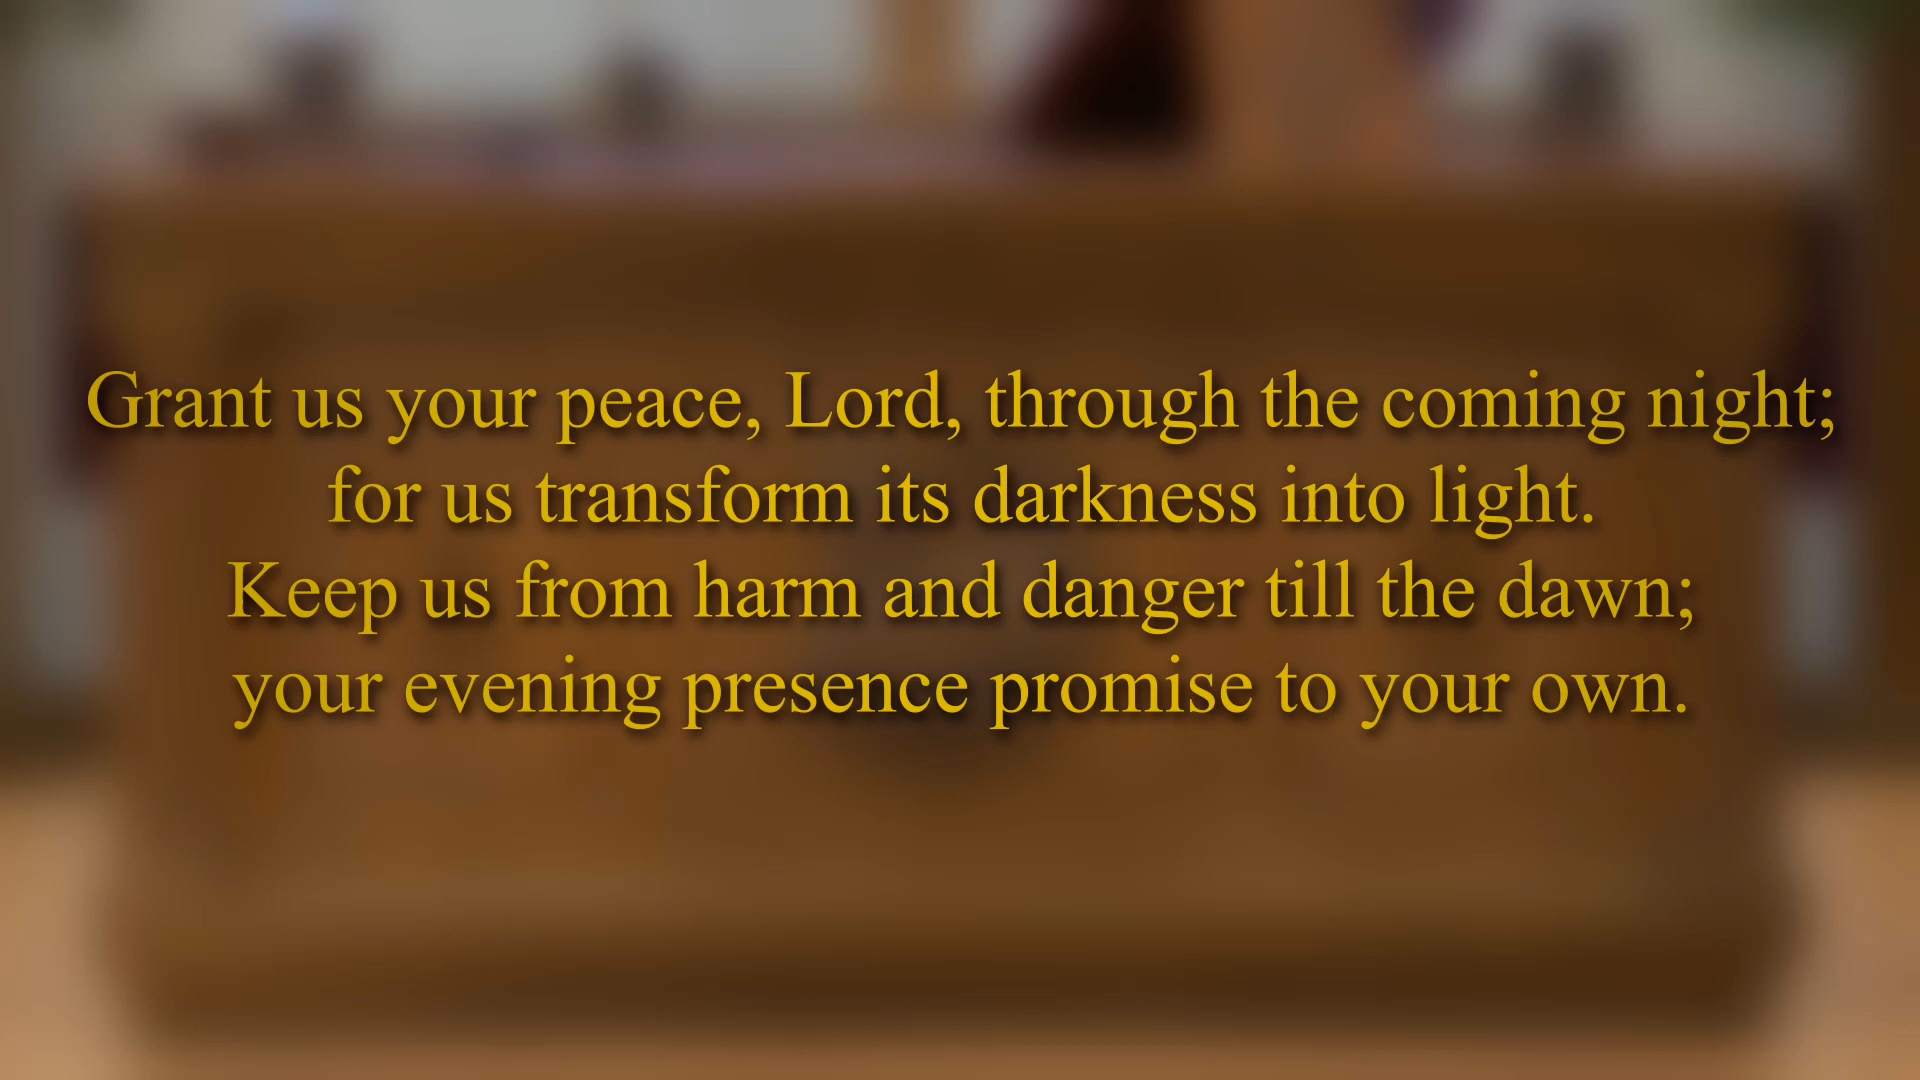 Grant us your peace, Lord, through the coming night;
for us transform its darkness into light.
Keep us from harm and danger till the dawn;
your evening presence promise to your own.